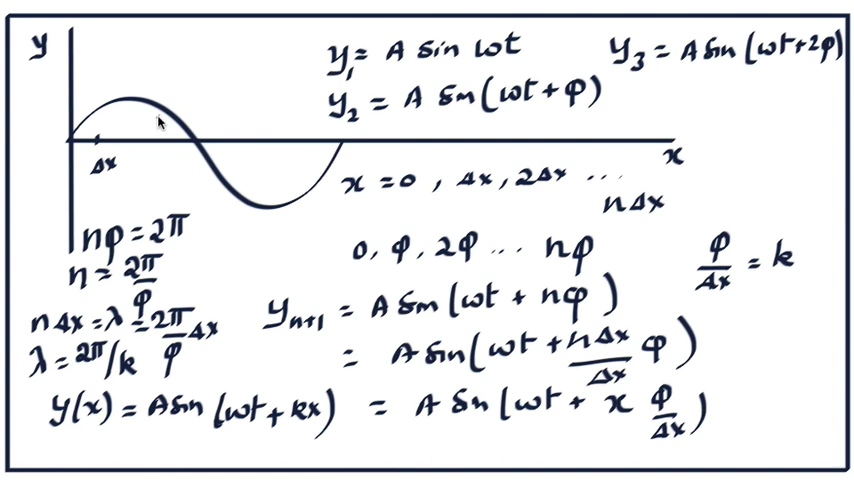 y
y₁ = A sin ωt
y₃ = A sin (ωt+2φ)
y₂ = A sin (ωt + φ)
Δx
x
x = 0 , Δx , 2Δx ...
nΔx
nφ = 2π
n = 2π/φ
0, φ, 2φ ... nφ
φ/Δx = k
nΔx = λ = 2π/φ Δx
λ = 2π/k
yₙ₊₁ = A sin (ωt + nφ)
= A sin (ωt + nΔx/Δx φ)
y(x) = A sin (ωt + kx) = A sin (ωt + x φ/Δx)